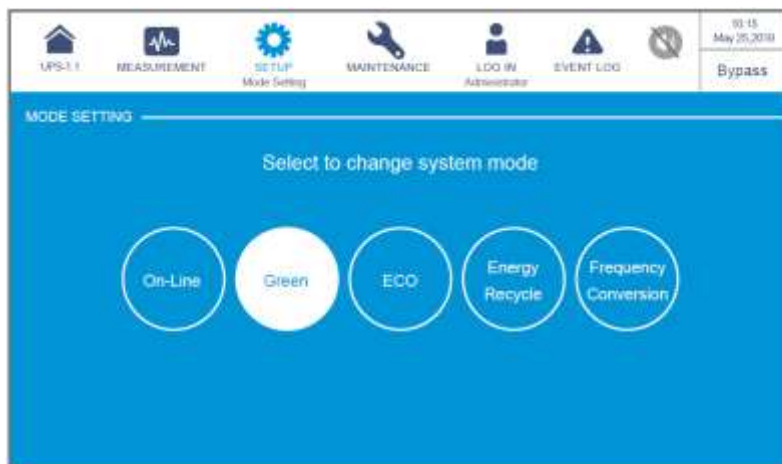 10:15
May 25,2019
UPS-1.1
MEASUREMENT
SETUP
Mode Setting
MAINTENANCE
LOG IN
Administrator
EVENT LOG
Bypass
MODE SETTING
Select to change system mode
On-Line
Green
ECO
Energy
Recycle
Frequency
Conversion